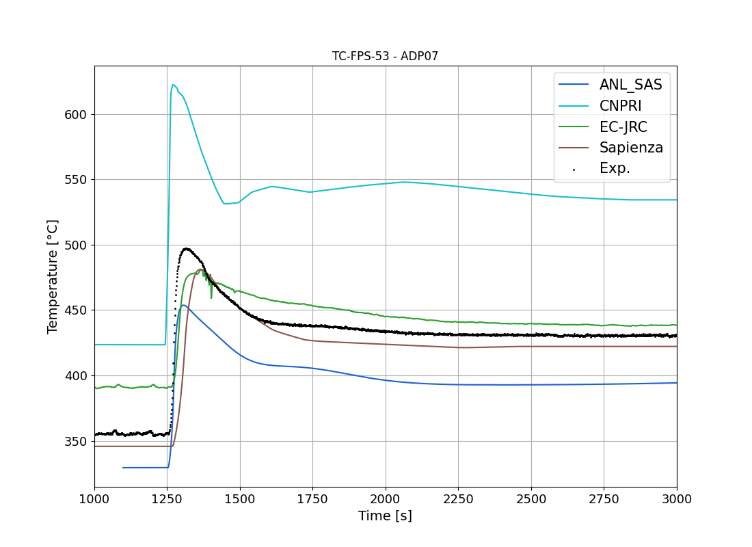 TC-FPS-53 - ADP07
ANL_SAS
CNPRI
EC-JRC
Sapienza
Exp.
Temperature [°C]
600
550
500
450
400
350
1000 1250 1500 1750 2000 2250 2500 2750 3000
Time [s]